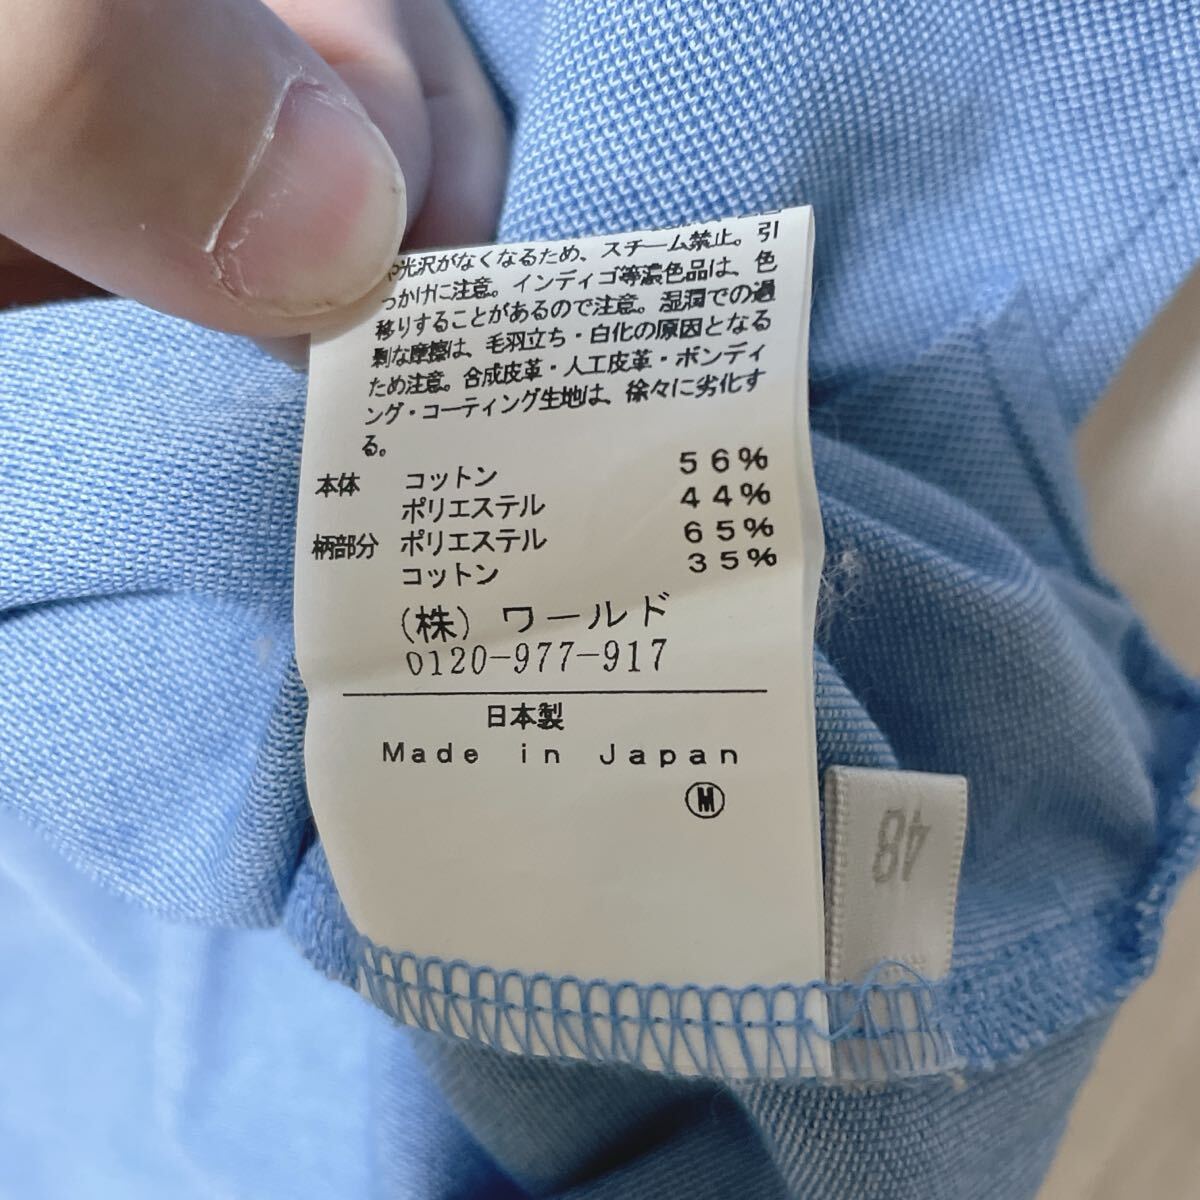 や光沢がなくなるため、スチーム禁止。引
っかけに注意。インディゴ等濃色品は、色
移りすることがあるので注意。湿潤での過
剰な摩擦は、毛羽立ち・白化の原因となる
ため注意。合成皮革・人工皮革・ボンディ
ング・コーティング生地は、徐々に劣化す
る。
本体 コットン 56%
ポリエステル 44%
柄部分 ポリエステル 65%
コットン 35%
(株) ワールド
0120-977-917
日本製
Made in Japan
Ⓜ
48